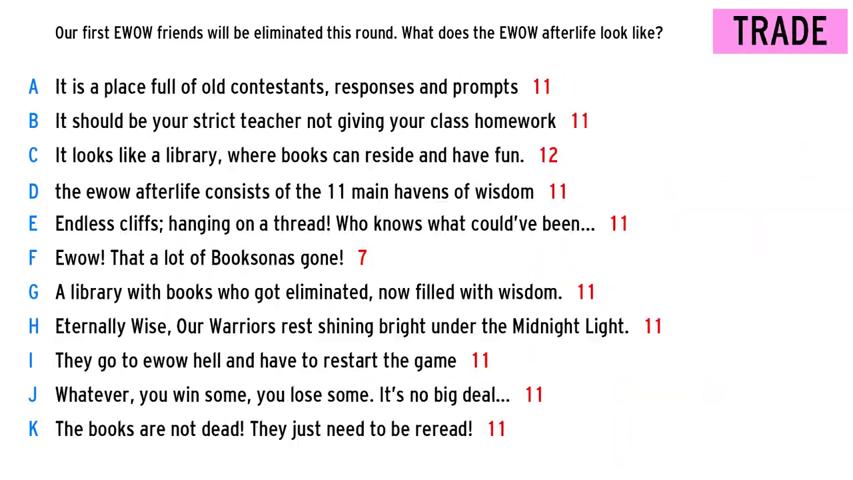 Our first EWOW friends will be eliminated this round. What does the EWOW afterlife look like?
TRADE
A It is a place full of old contestants, responses and prompts 11
B It should be your strict teacher not giving your class homework 11
C It looks like a library, where books can reside and have fun. 12
D the ewow afterlife consists of the 11 main havens of wisdom 11
E Endless cliffs; hanging on a thread! Who knows what could've been... 11
F Ewow! That a lot of Booksonas gone! 7
G A library with books who got eliminated, now filled with wisdom. 11
H Eternally Wise, Our Warriors rest shining bright under the Midnight Light. 11
I They go to ewow hell and have to restart the game 11
J Whatever, you win some, you lose some. It's no big deal... 11
K The books are not dead! They just need to be reread! 11